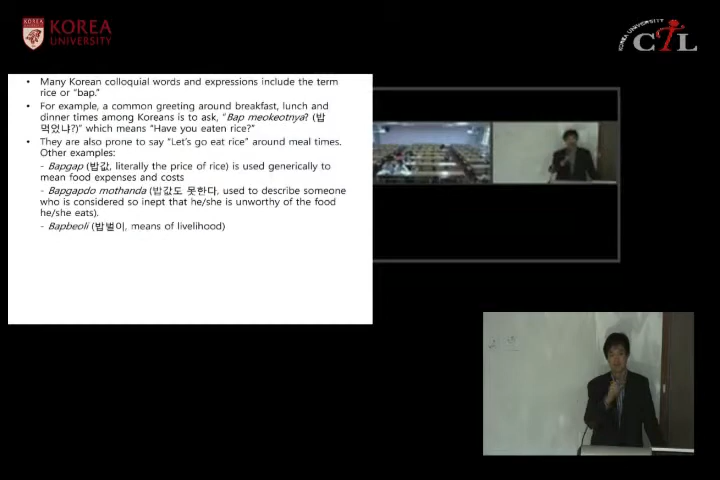 KOREA
UNIVERSITY
KOREA UNIVERSITY
CTL
• Many Korean colloquial words and expressions include the term
rice or “bap.”
• For example, a common greeting around breakfast, lunch and
dinner times among Koreans is to ask, “Bap meokeotnya? (밥
먹었냐?)” which means “Have you eaten rice?”
• They are also prone to say “Let’s go eat rice” around meal times.
Other examples:
- Bapgap (밥값, literally the price of rice) is used generically to
mean food expenses and costs
- Bapgapdo mothanda (밥값도 못한다, used to describe someone
who is considered so inept that he/she is unworthy of the food
he/she eats).
- Bapbeoli (밥벌이, means of livelihood)